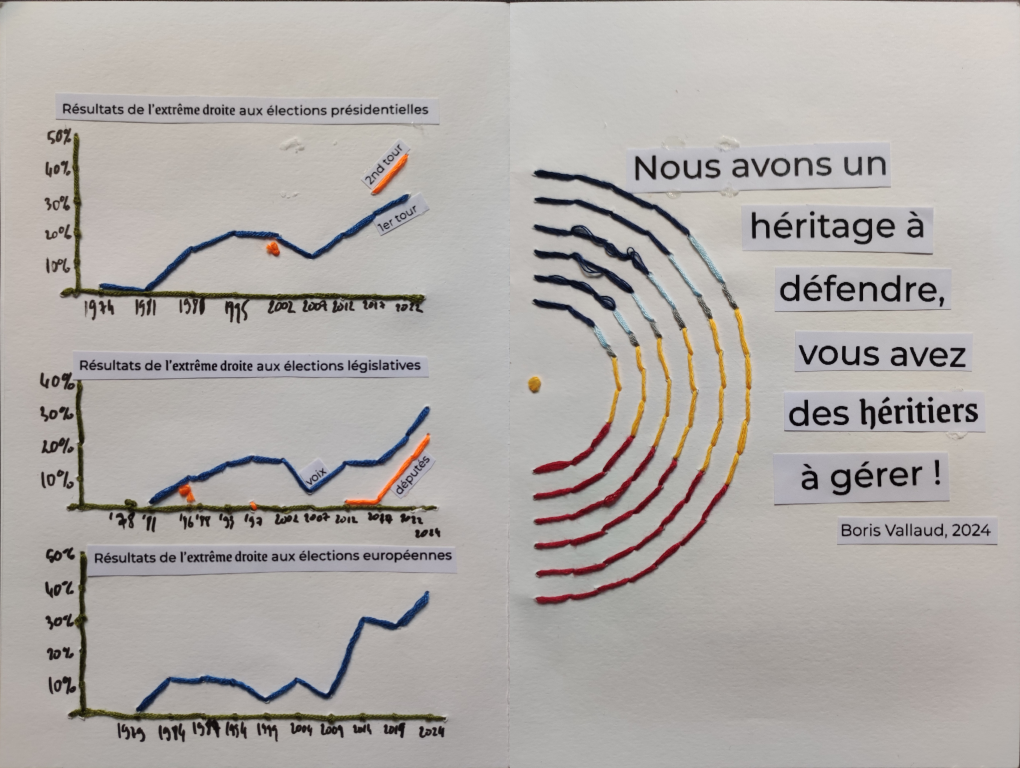 Résultats de l'extrême droite aux élections présidentielles
50%
40%
30%
20%
10%
2nd tour
1er tour
1974 1981 1988 1995 2002 2007 2012 2017 2022
Résultats de l'extrême droite aux élections législatives
40%
30%
20%
10%
voix
députés
'78 '81 '86 '88 '93 '97 2002 2007 2012 2017 2022
2024
Résultats de l'extrême droite aux élections européennes
50%
40%
30%
20%
10%
1979 1984 1989 1994 1999 2004 2009 2014 2019 2024
Nous avons un
héritage à
défendre,
vous avez
des héritiers
à gérer !
Boris Vallaud, 2024